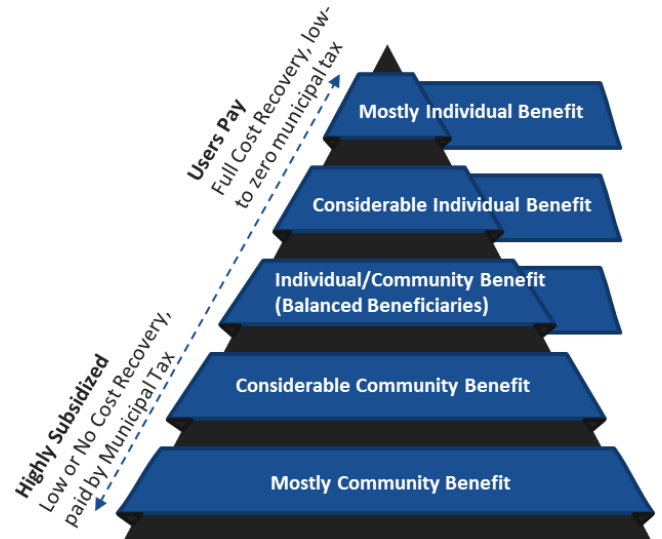 Users Pay
Full Cost Recovery, low-
to zero municipal tax
Mostly Individual Benefit
Considerable Individual Benefit
Individual/Community Benefit
(Balanced Beneficiaries)
Highly Subsidized
Low or No Cost Recovery,
paid by Municipal Tax
Considerable Community Benefit
Mostly Community Benefit